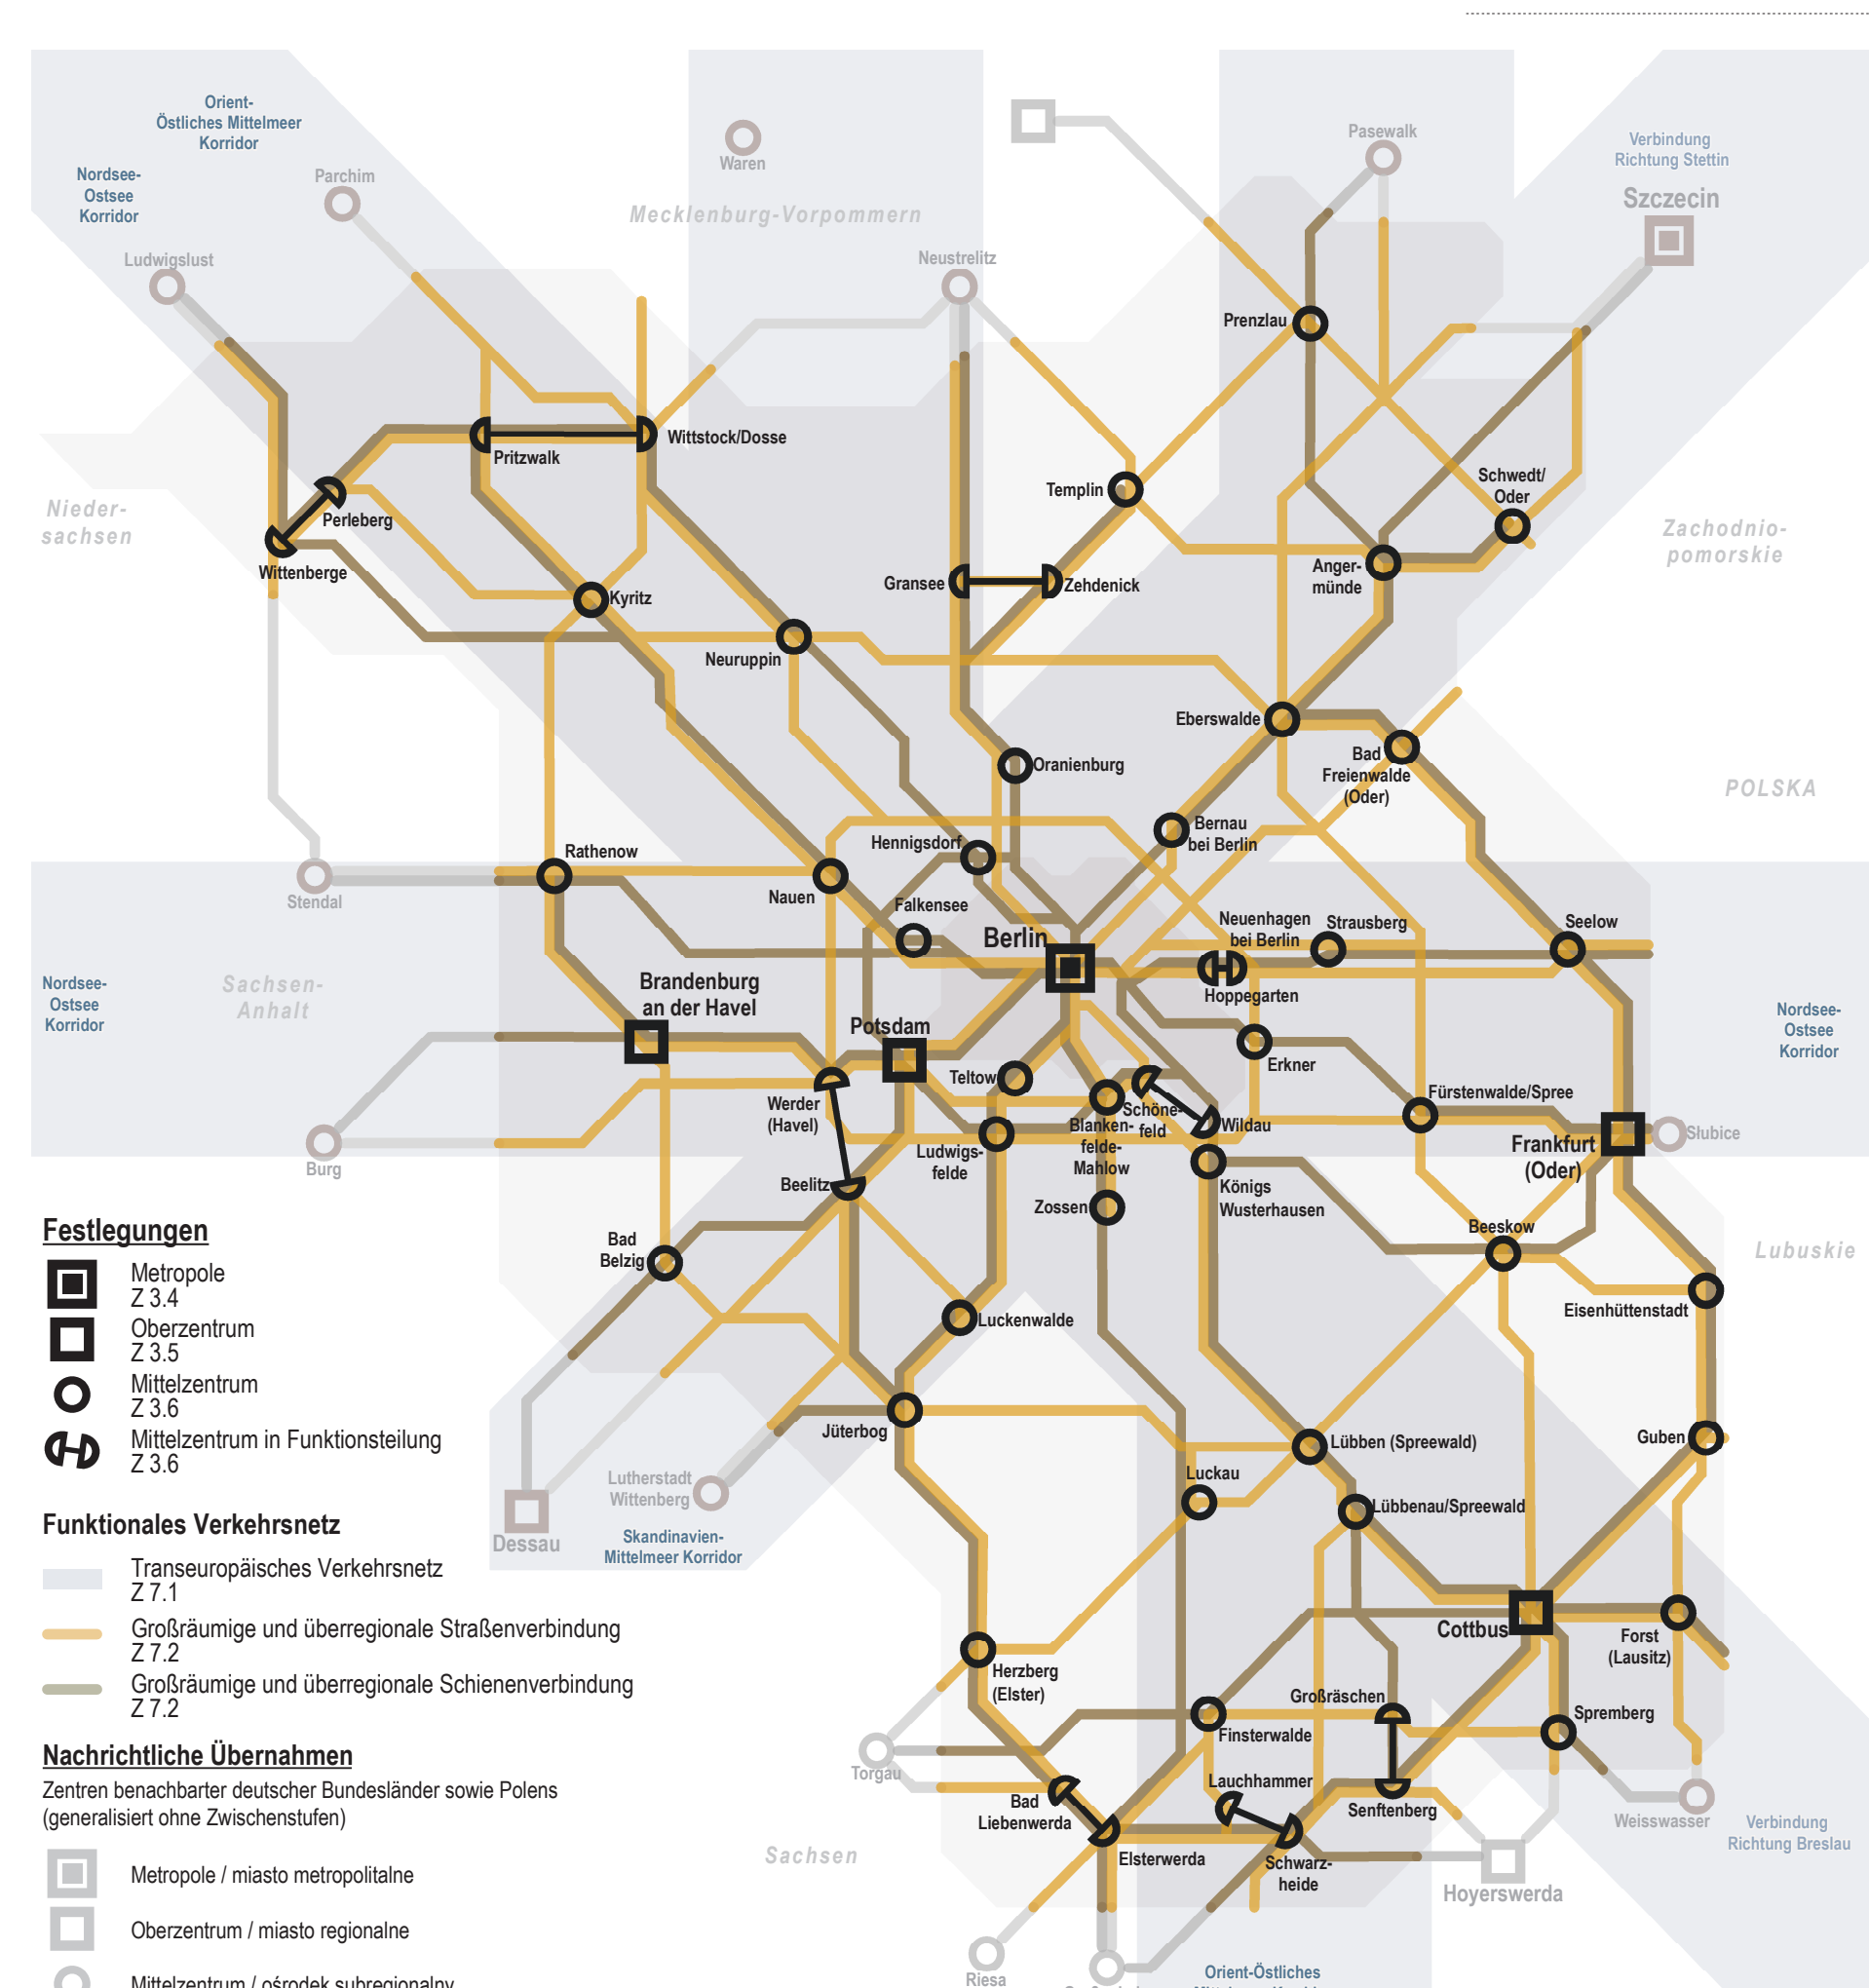 Orient-
Östliches Mittelmeer
Korridor
Nordsee-
Ostsee
Korridor
Parchim
Ludwigslust
Waren
Mecklenburg-Vorpommern
Neustrelitz
Pasewalk
Verbindung
Richtung Stettin
Szczecin
Prenzlau
Pritzwalk
Wittstock/Dosse
Perleberg
Wittenberge
Nieder-
sachsen
Kyritz
Neuruppin
Templin
Gransee
Zehdenick
Schwedt/
Oder
Anger-
münde
Zachodnio-
pomorskie
Eberswalde
Bad
Freienwalde
(Oder)
Oranienburg
POLSKA
Bernau
bei Berlin
Hennigsdorf
Rathenow
Nauen
Stendal
Falkensee
Berlin
Neuenhagen
bei Berlin
Strausberg
Seelow
Hoppegarten
Nordsee-
Ostsee
Korridor
Sachsen-
Anhalt
Brandenburg
an der Havel
Potsdam
Erkner
Nordsee-
Ostsee
Korridor
Teltow
Fürstenwalde/Spree
Werder
(Havel)
Schöne-
feld
Wildau
Blanken-
felde-
Mahlow
Ludwigs-
felde
Frankfurt
(Oder)
Słubice
Burg
Beelitz
Zossen
Königs
Wusterhausen
Beeskow
Lubuskie
Bad
Belzig
Eisenhüttenstadt
Luckenwalde
Jüterbog
Lübben (Spreewald)
Guben
Luckau
Lübbenau/Spreewald
Lutherstadt
Wittenberg
Dessau
Skandinavien-
Mittelmeer Korridor
Cottbus
Forst
(Lausitz)
Herzberg
(Elster)
Großräschen
Finsterwalde
Spremberg
Torgau
Lauchhammer
Bad
Liebenwerda
Senftenberg
Weisswasser
Verbindung
Richtung Breslau
Sachsen
Elsterwerda
Schwarz-
heide
Hoyerswerda
Riesa
Orient-Östliches
Festlegungen
Metropole
Z 3.4
Oberzentrum
Z 3.5
Mittelzentrum
Z 3.6
Mittelzentrum in Funktionsteilung
Z 3.6
Funktionales Verkehrsnetz
Transeuropäisches Verkehrsnetz
Z 7.1
Großräumige und überregionale Straßenverbindung
Z 7.2
Großräumige und überregionale Schienenverbindung
Z 7.2
Nachrichtliche Übernahmen
Zentren benachbarter deutscher Bundesländer sowie Polens
(generalisiert ohne Zwischenstufen)
Metropole / miasto metropolitalne
Oberzentrum / miasto regionalne
Mittelzentrum / ośrodek subregionalny